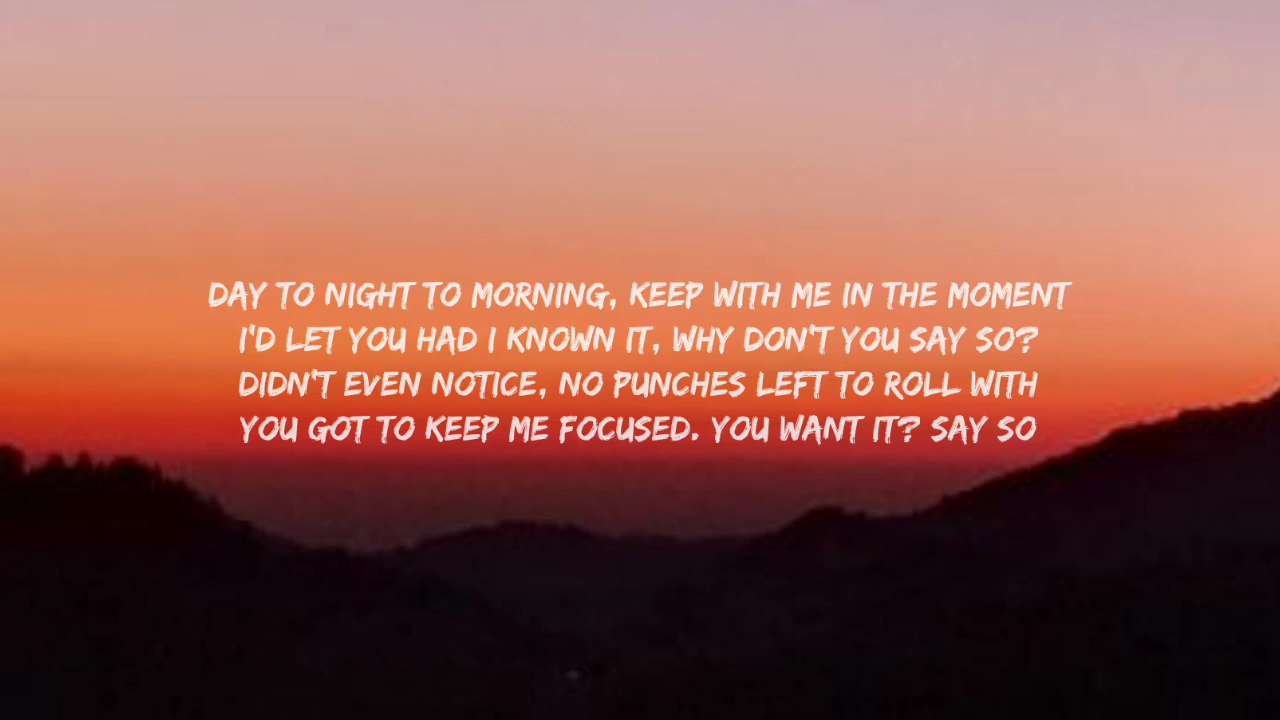 DAY TO NIGHT TO MORNING, KEEP WITH ME IN THE MOMENT
I'D LET YOU HAD I KNOWN IT, WHY DON'T YOU SAY SO?
DIDN'T EVEN NOTICE, NO PUNCHES LEFT TO ROLL WITH
YOU GOT TO KEEP ME FOCUSED. YOU WANT IT? SAY SO